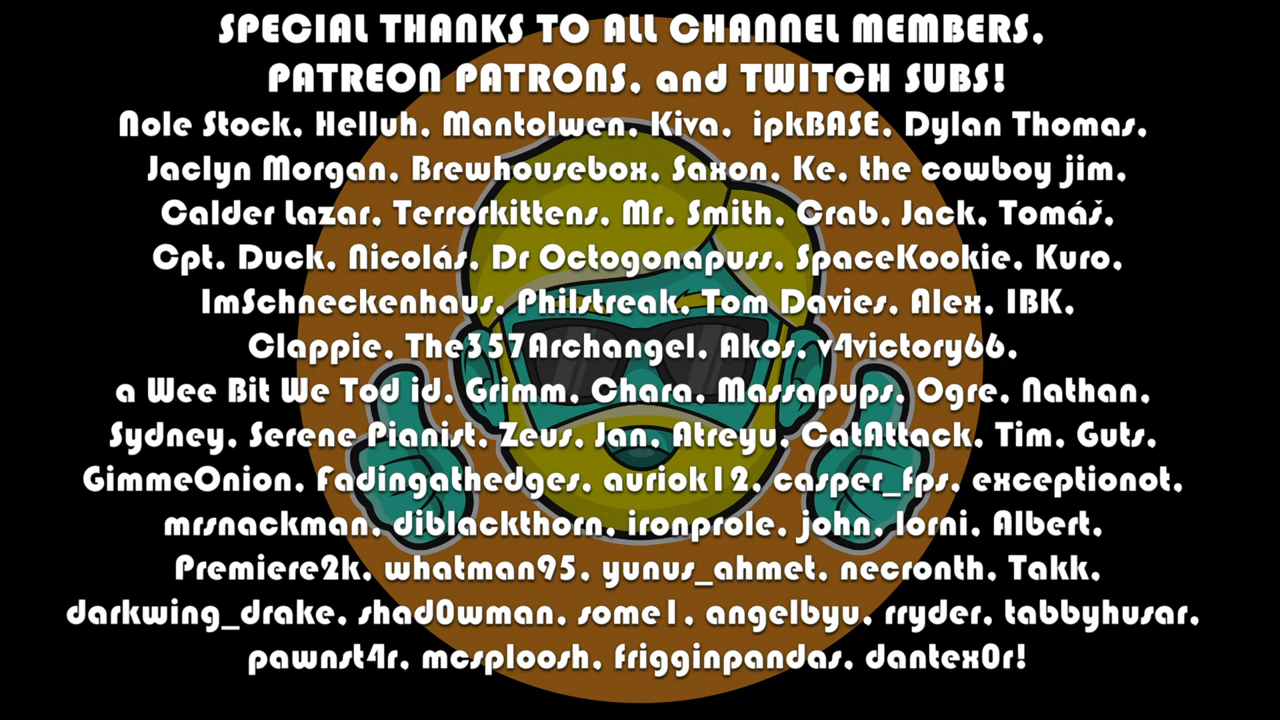 SPECIAL THANKS TO ALL CHANNEL MEMBERS,
PATREON PATRONS, and TWITCH SUBS!
Nole Stock, Helluh, Mantolwen, Kiva, ipkBASE, Dylan Thomas,
Jaclyn Morgan, Brewhousebox, Saxon, Ke, the cowboy jim,
Calder Lazar, Terrorkittens, Mr. Smith, Crab, Jack, Tomáš,
Cpt. Duck, Nicolás, Dr Octogonapuss, SpaceKookie, Kuro,
ImSchneckenhaus, Philstreak, Tom Davies, Alex, IBK,
Clappie, The357Archangel, Akos, v4victory66,
a Wee Bit We Tod id, Grimm, Chara, Massapups, Ogre, Nathan,
Sydney, Serene Pianist, Zeus, Jan, Atreyu, CatAttack, Tim, Guts,
GimmeOnion, Fadingathedges, auriok12, casper_fps, exceptionot,
mrsnackman, diblackthorn, ironprole, john, lorni, Albert,
Premiere2k, whatman95, yunus_ahmet, necronth, Takk,
darkwing_drake, shad0wman, some1, angelbyu, rryder, tabbyhusar,
pawnst4r, mcsploosh, frigginpandas, dantex0r!